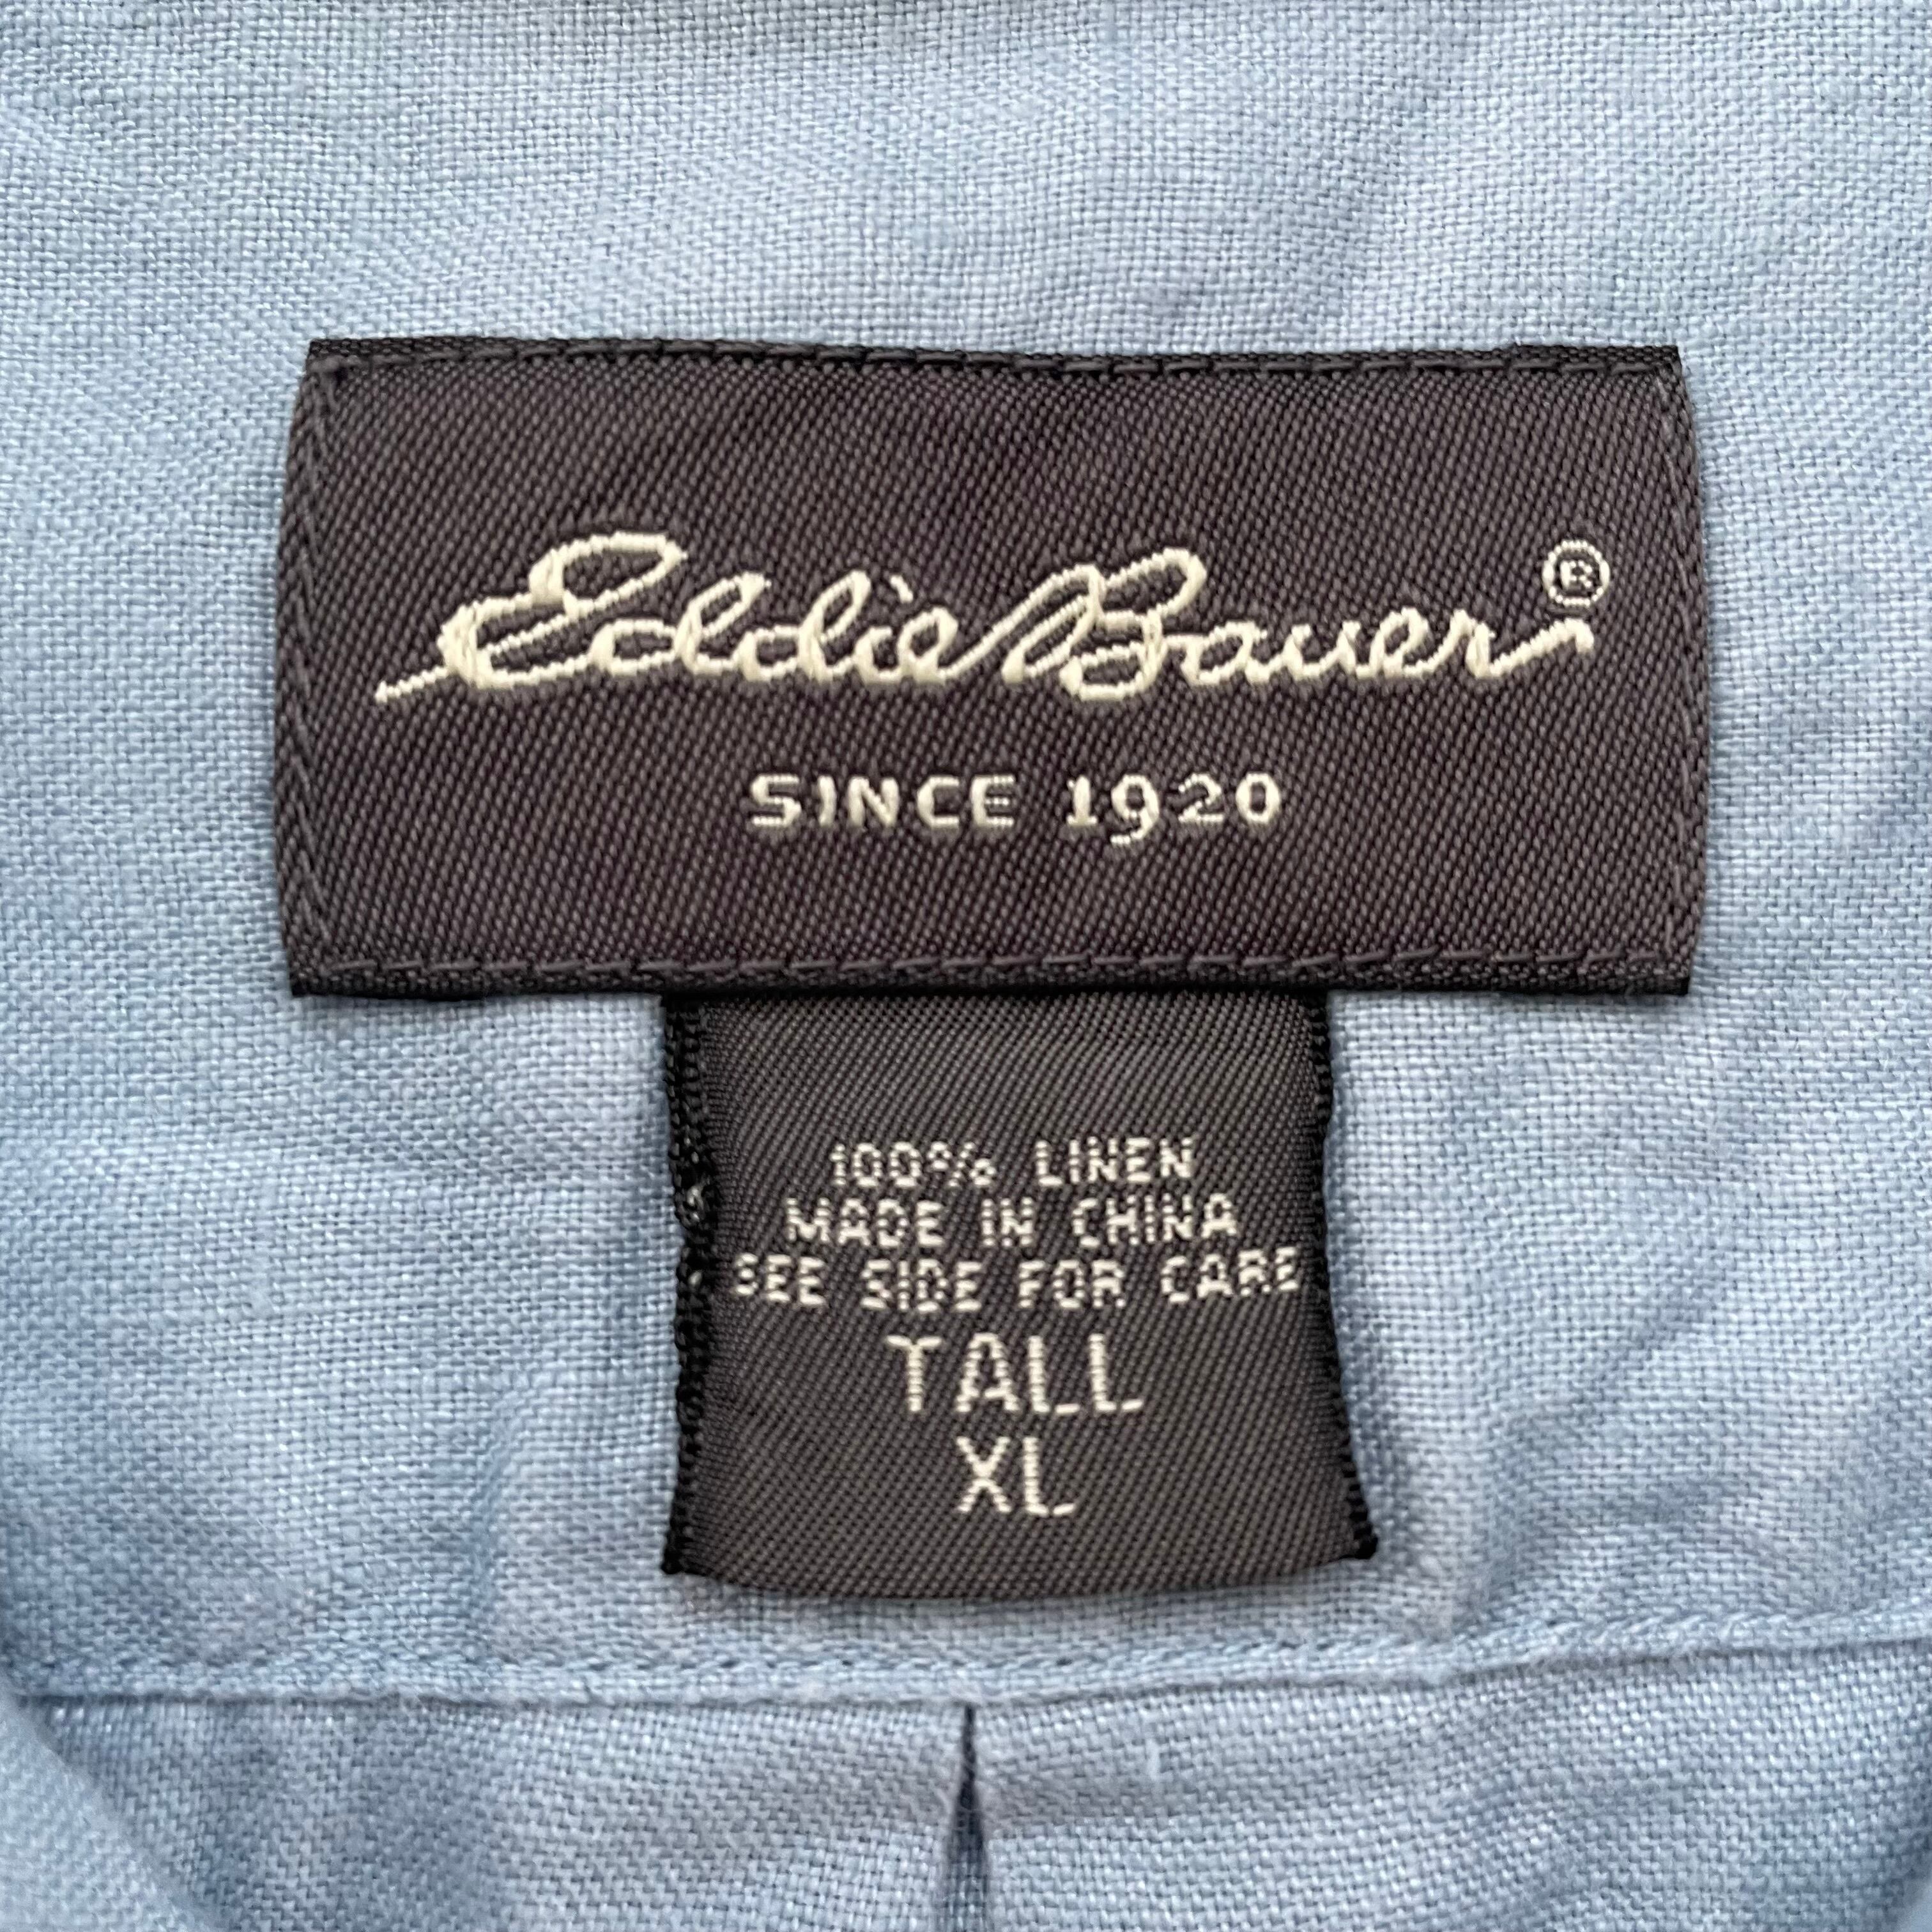 Eddie Bauer®
SINCE 1920
100% LINEN
MADE IN CHINA
SEE SIDE FOR CARE
TALL
XL